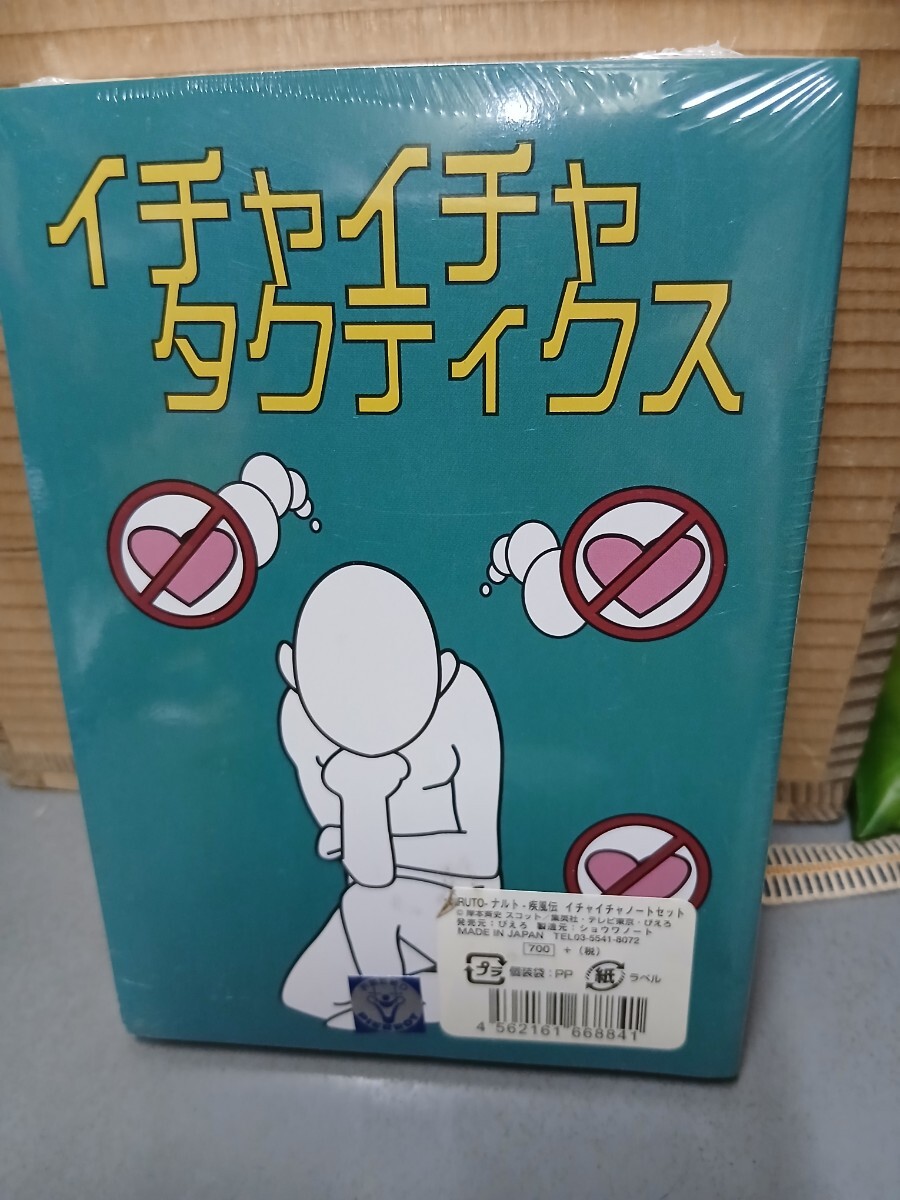 イチャイチャ
タクティクス
RUTO- ナルト - 疾風伝 イチャイチャノートセット
© 岸本斉史 スコット／集英社・テレビ東京・ぴえろ
発売元：ぴえろ 製造元：ショウワノート
MADE IN JAPAN TEL03-5541-8072
700 +（税）
プラ 個装袋：PP 紙 ラベル
4 562161 668841